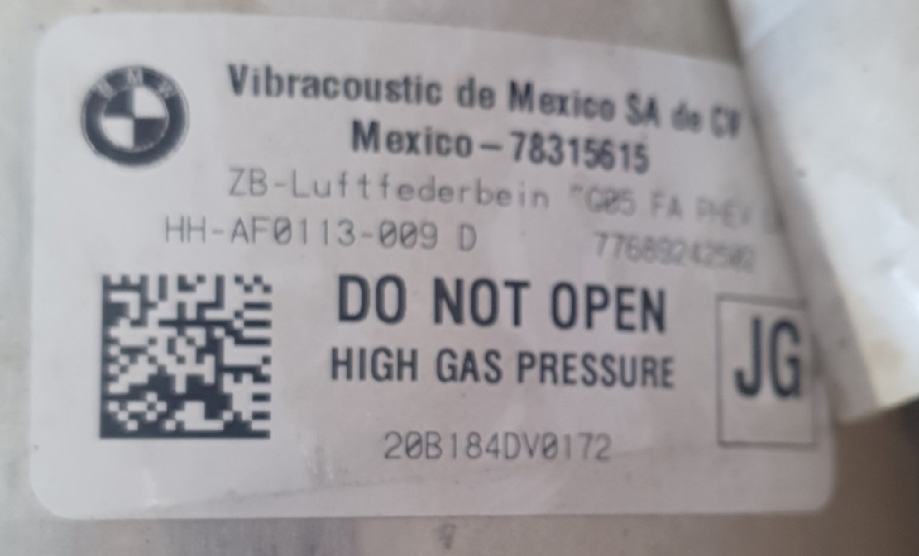 BMW
Vibracoustic de Mexico SA de CV
Mexico – 78315615
ZB-Luftfederbein "G05 FA PHEV
HH-AF0113-009 D
DO NOT OPEN
HIGH GAS PRESSURE
JG
20B184DV0172